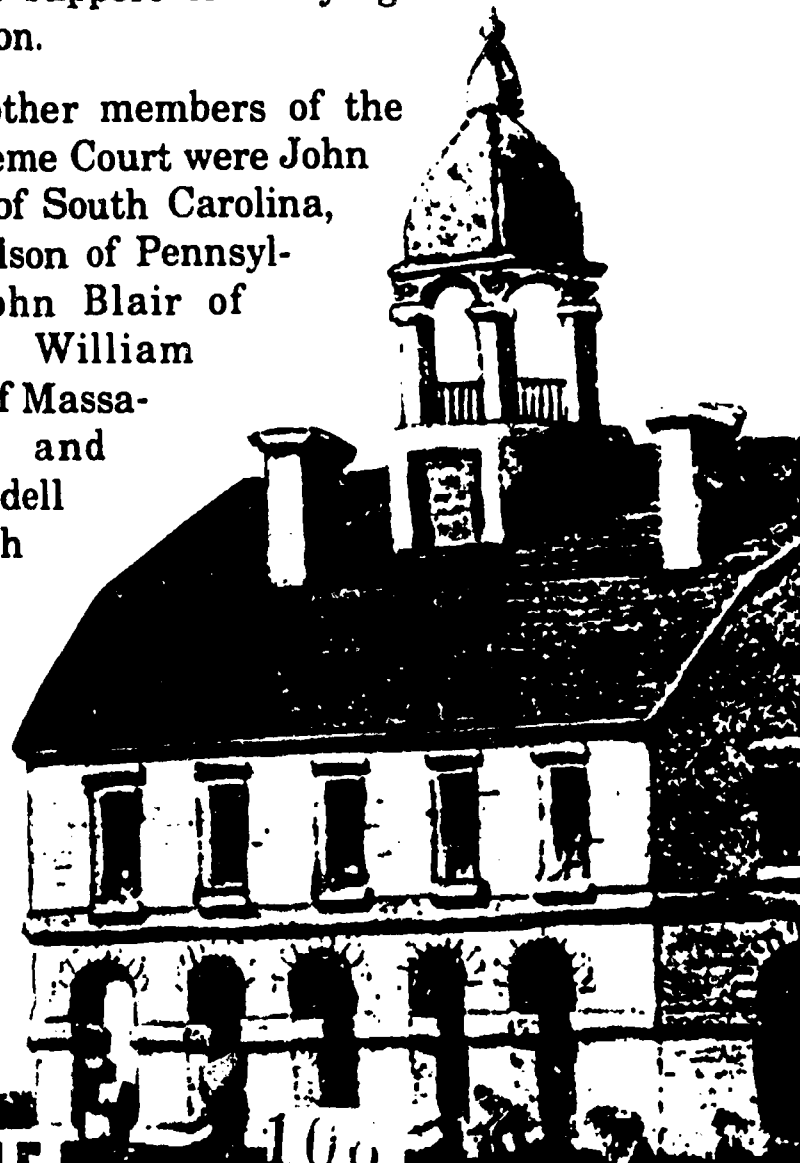 on.
other members of the
eme Court were John
of South Carolina,
lson of Pennsyl-
ohn Blair of
William
f Massa-
and
dell
h